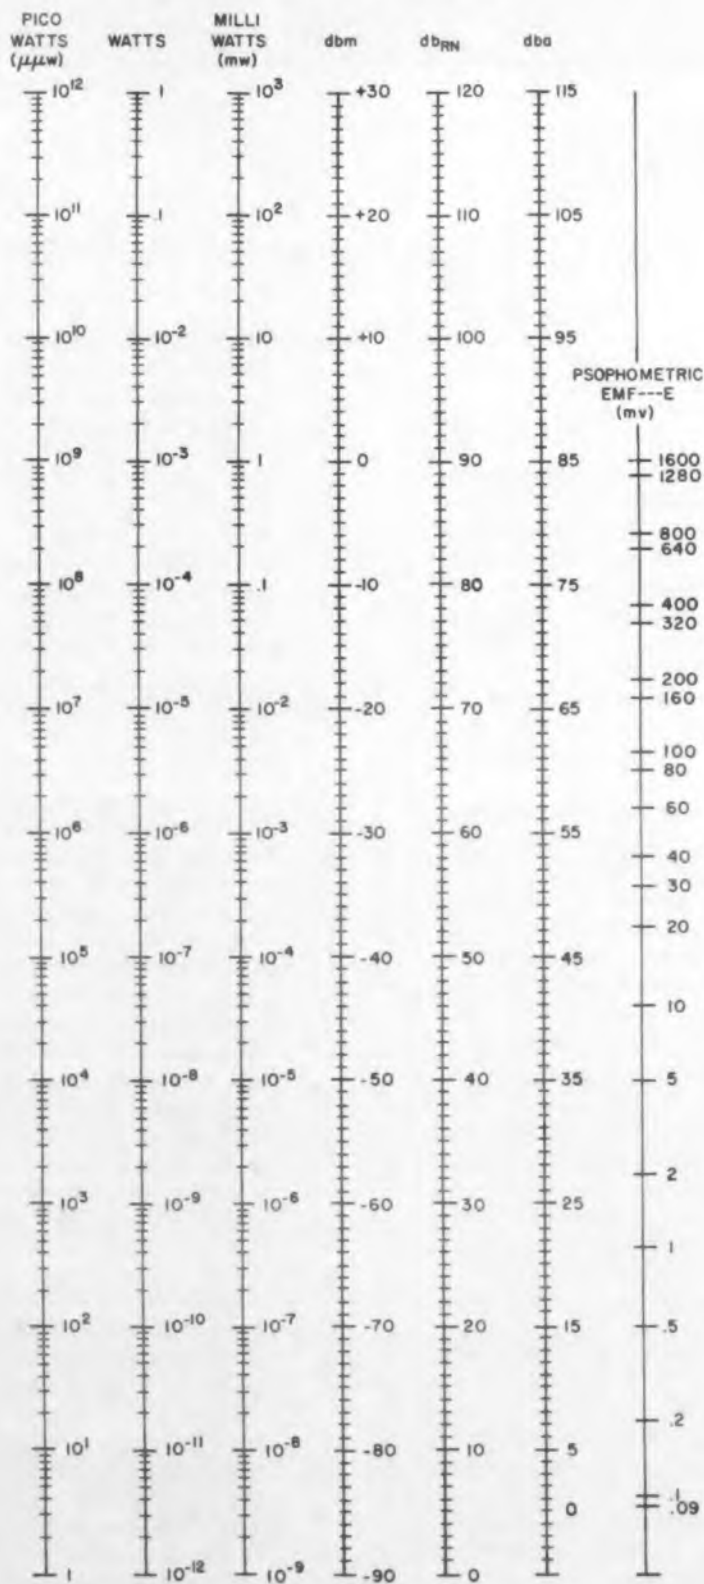 PICO
WATTS
(μμw)
WATTS
MILLI
WATTS
(mw)
dbm
dbRN
dba
10¹² 1 10³ +30 120 115
10¹¹ .1 10² +20 110 105
10¹⁰ 10⁻² 10 +10 100 95
PSOPHOMETRIC
EMF---E
(mv)
10⁹ 10⁻³ 1 0 90 85 1600
1280
800
640
10⁸ 10⁻⁴ .1 -10 80 75
400
320
200
160
10⁷ 10⁻⁵ 10⁻² -20 70 65
100
80
60
10⁶ 10⁻⁶ 10⁻³ -30 60 55
40
30
20
10⁵ 10⁻⁷ 10⁻⁴ -40 50 45
10
10⁴ 10⁻⁸ 10⁻⁵ -50 40 35 5
2
10³ 10⁻⁹ 10⁻⁶ -60 30 25
1
10² 10⁻¹⁰ 10⁻⁷ -70 20 15 .5
.2
10¹ 10⁻¹¹ 10⁻⁸ -80 10 5
.1
0 .09
1 10⁻¹² 10⁻⁹ -90 0